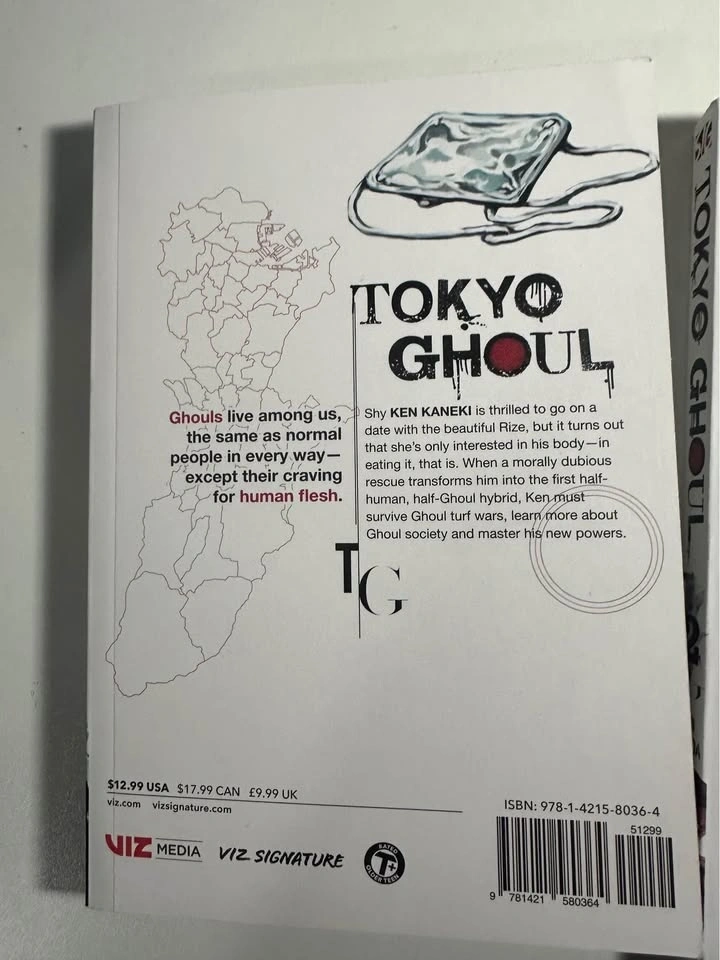 TOKYO
GHOUL
Ghouls live among us,
the same as normal
people in every way—
except their craving
for human flesh.
Shy KEN KANEKI is thrilled to go on a
date with the beautiful Rize, but it turns out
that she's only interested in his body—in
eating it, that is. When a morally dubious
rescue transforms him into the first half-
human, half-Ghoul hybrid, Ken must
survive Ghoul turf wars, learn more about
Ghoul society and master his new powers.
TG
$12.99 USA $17.99 CAN £9.99 UK
viz.com vizsignature.com
VIZ MEDIA
VIZ SIGNATURE
RATED
T+
OLDER TEEN
ISBN: 978-1-4215-8036-4
51299
9 781421 580364
TOKYO GHOUL